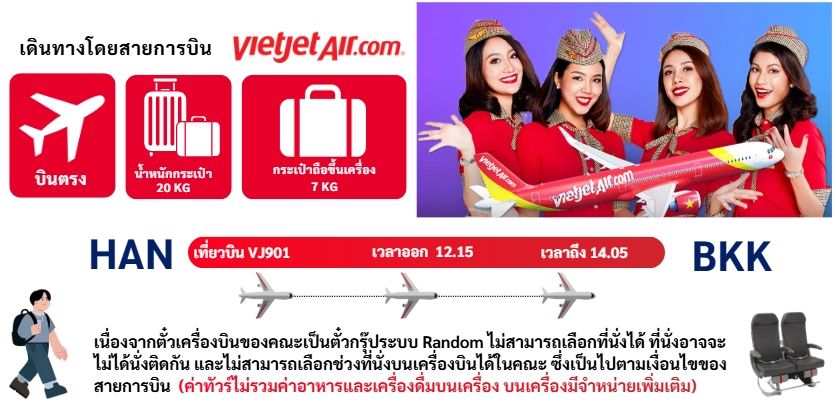 เดินทางโดยสายการบิน vietjetAir.com
บินตรง
น้ำหนักกระเป๋า
20 KG
กระเป๋าถือขึ้นเครื่อง
7 KG
vietjetAir.com
vietjetAir.com
HAN
เที่ยวบิน VJ901 เวลาออก 12.15 เวลาถึง 14.05
BKK
เนื่องจากตั๋วเครื่องบินของคณะเป็นตั๋วกรุ๊ประบบ Random ไม่สามารถเลือกที่นั่งได้ ที่นั่งอาจจะ
ไม่ได้นั่งติดกัน และไม่สามารถเลือกช่วงที่นั่งบนเครื่องบินได้ในคณะ ซึ่งเป็นไปตามเงื่อนไขของ
สายการบิน (ค่าทัวร์ไม่รวมค่าอาหารและเครื่องดื่มบนเครื่อง บนเครื่องมีจำหน่ายเพิ่มเติม)